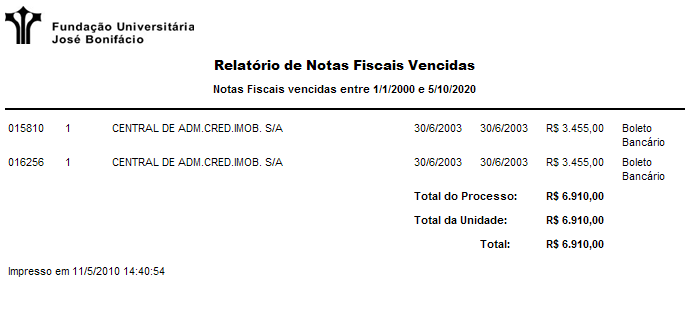 Fundação Universitária
José Bonifácio
Relatório de Notas Fiscais Vencidas
Notas Fiscais vencidas entre 1/1/2000 e 5/10/2020
015810 1 CENTRAL DE ADM.CRED.IMOB. S/A 30/6/2003 30/6/2003 R$ 3.455,00 Boleto
Bancário
016256 1 CENTRAL DE ADM.CRED.IMOB. S/A 30/6/2003 30/6/2003 R$ 3.455,00 Boleto
Bancário
Total do Processo: R$ 6.910,00
Total da Unidade: R$ 6.910,00
Total: R$ 6.910,00
Impresso em 11/5/2010 14:40:54